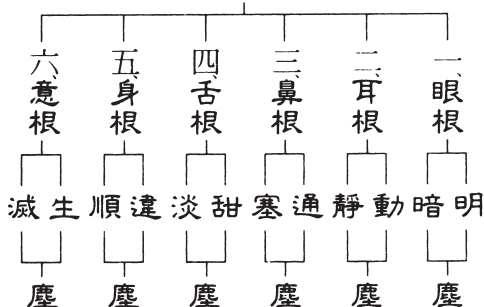 一、眼根
明暗
塵
二、耳根
動靜
塵
三、鼻根
通塞
塵
四、舌根
甜淡
塵
五、身根
違順
塵
六、意根
生滅
塵